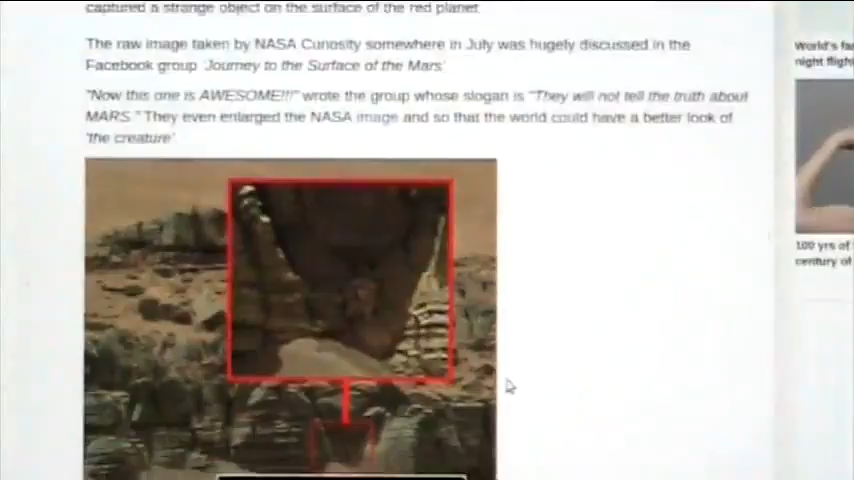 captured a strange object on the surface of the red planet
The raw image taken by NASA Curiosity somewhere in July was hugely discussed in the
Facebook group 'Journey to the Surface of the Mars'
"Now this one is AWESOME!!!" wrote the group whose slogan is "They will not tell the truth about
MARS." They even enlarged the NASA image and so that the world could have a better look of
'the creature'
World's
night
100 yrs of
century of